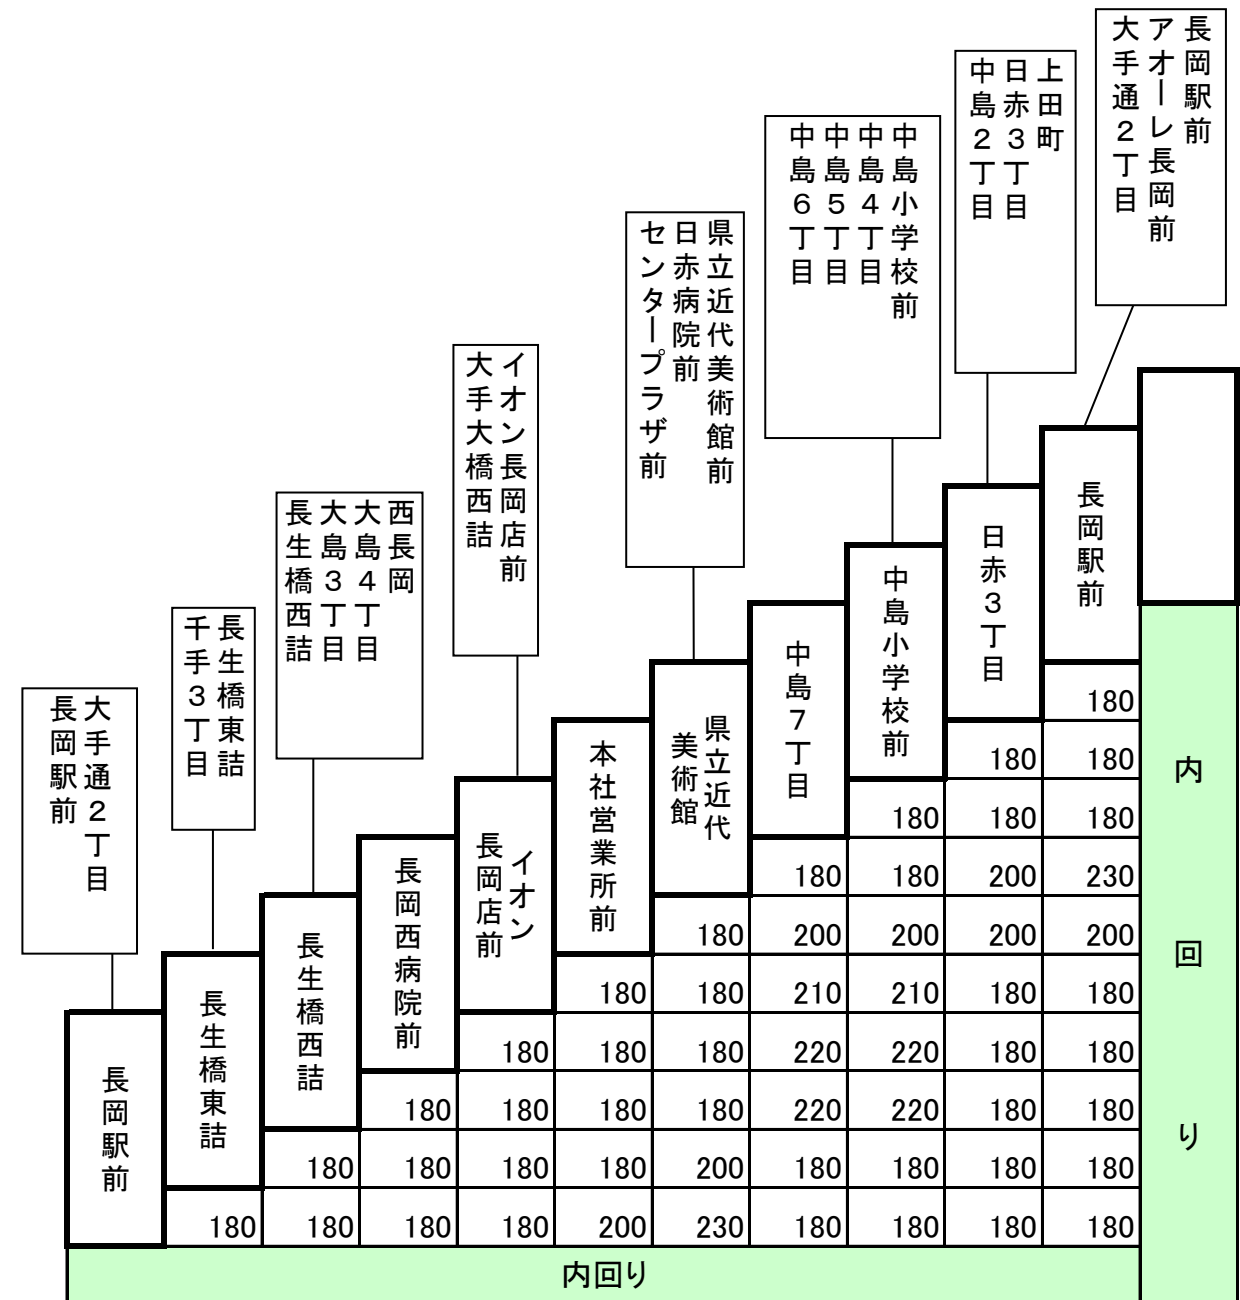 長岡駅前
アオーレ長岡前
大手通2丁目
上田町
日赤3丁目
中島2丁目
中島小学校前
中島4丁目
中島5丁目
中島6丁目
県立近代美術館前
日赤病院前
センタープラザ前
イオン長岡店前
大手大橋西詰
西長岡
大島4丁目
大島3丁目
長生橋西詰
長生橋東詰
千手3丁目
大手通2丁目
長岡駅前
長岡駅前
日赤3丁目
中島小学校前
中島7丁目
県立近代
美術館
本社営業所前
イオン
長岡店前
長岡西病院前
長生橋西詰
長生橋東詰
長岡駅前
180
180 180
180 180 180
180 180 200 230
180 200 200 200 200
180 180 210 210 180 180
180 180 180 220 220 180 180
180 180 180 180 220 220 180 180
180 180 180 180 200 180 180 180 180
180 180 180 180 200 230 180 180 180 180
内回り
内回り